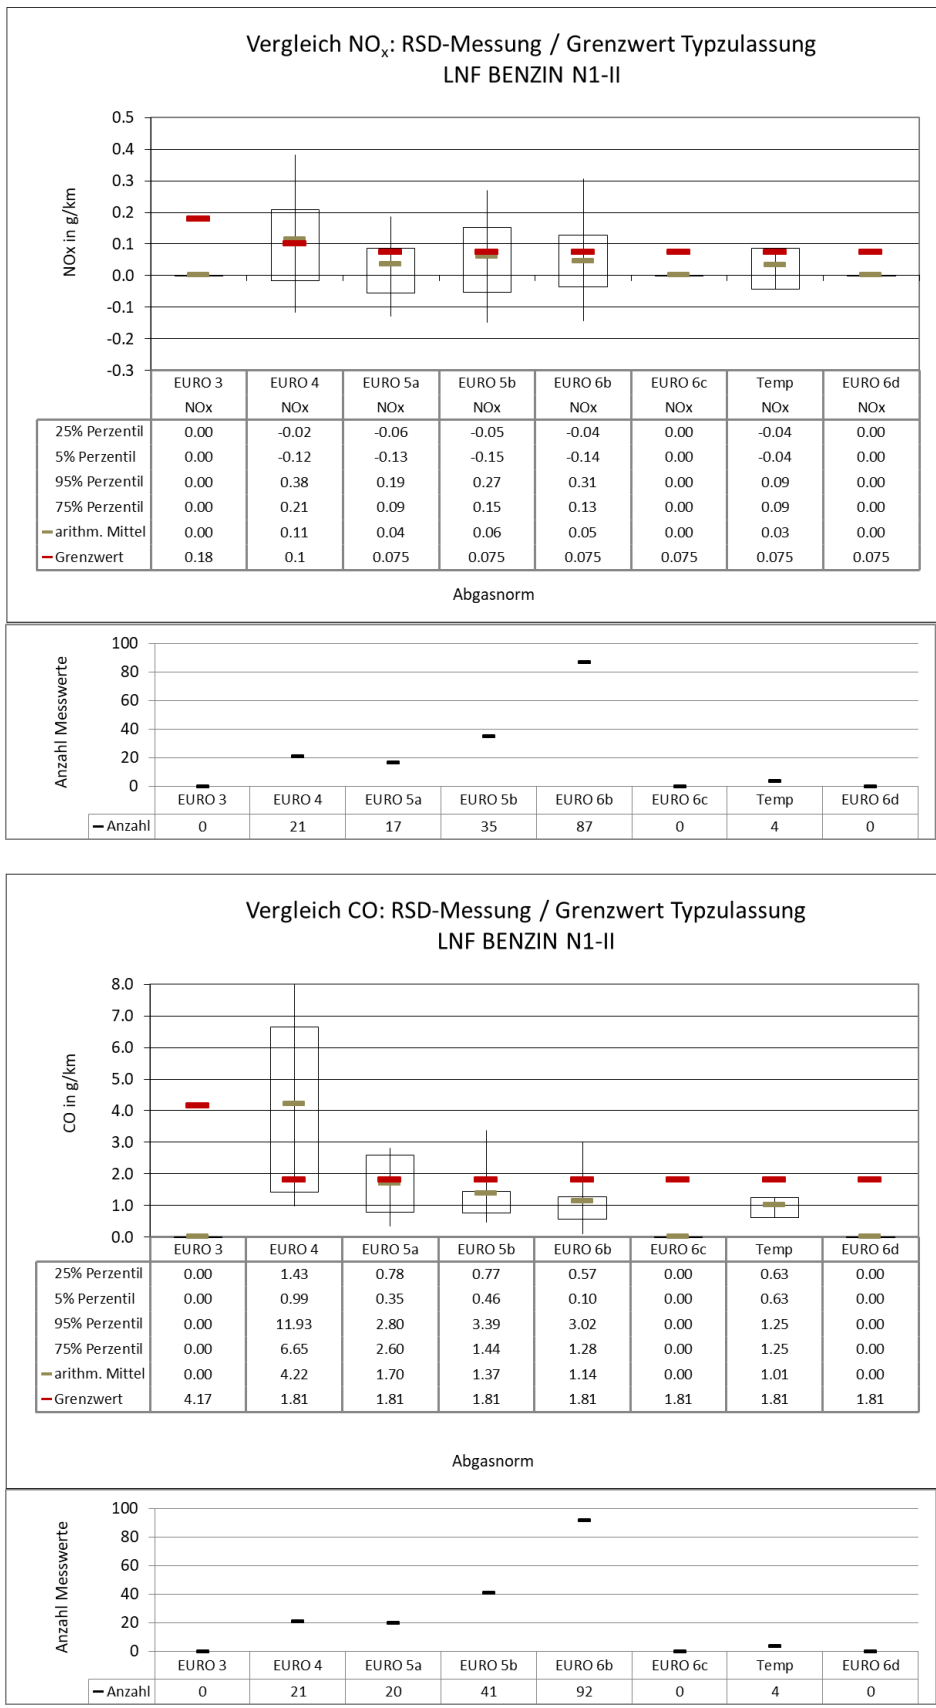 Vergleich NOx: RSD-Messung / Grenzwert Typzulassung
LNF BENZIN N1-II
NOx in g/km
0.5
0.4
0.3
0.2
0.1
0.0
-0.1
-0.2
-0.3
EURO 3 EURO 4 EURO 5a EURO 5b EURO 6b EURO 6c Temp EURO 6d
NOx NOx NOx NOx NOx NOx NOx NOx
25% Perzentil 0.00 -0.02 -0.06 -0.05 -0.04 0.00 -0.04 0.00
5% Perzentil 0.00 -0.12 -0.13 -0.15 -0.14 0.00 -0.04 0.00
95% Perzentil 0.00 0.38 0.19 0.27 0.31 0.00 0.09 0.00
75% Perzentil 0.00 0.21 0.09 0.15 0.13 0.00 0.09 0.00
arithm. Mittel 0.00 0.11 0.04 0.06 0.05 0.00 0.03 0.00
Grenzwert 0.18 0.1 0.075 0.075 0.075 0.075 0.075 0.075
Abgasnorm
Anzahl Messwerte
100
80
60
40
20
0
EURO 3 EURO 4 EURO 5a EURO 5b EURO 6b EURO 6c Temp EURO 6d
Anzahl 0 21 17 35 87 0 4 0
Vergleich CO: RSD-Messung / Grenzwert Typzulassung
LNF BENZIN N1-II
CO in g/km
8.0
7.0
6.0
5.0
4.0
3.0
2.0
1.0
0.0
EURO 3 EURO 4 EURO 5a EURO 5b EURO 6b EURO 6c Temp EURO 6d
25% Perzentil 0.00 1.43 0.78 0.77 0.57 0.00 0.63 0.00
5% Perzentil 0.00 0.99 0.35 0.46 0.10 0.00 0.63 0.00
95% Perzentil 0.00 11.93 2.80 3.39 3.02 0.00 1.25 0.00
75% Perzentil 0.00 6.65 2.60 1.44 1.28 0.00 1.25 0.00
arithm. Mittel 0.00 4.22 1.70 1.37 1.14 0.00 1.01 0.00
Grenzwert 4.17 1.81 1.81 1.81 1.81 1.81 1.81 1.81
Abgasnorm
Anzahl Messwerte
100
80
60
40
20
0
EURO 3 EURO 4 EURO 5a EURO 5b EURO 6b EURO 6c Temp EURO 6d
Anzahl 0 21 20 41 92 0 4 0